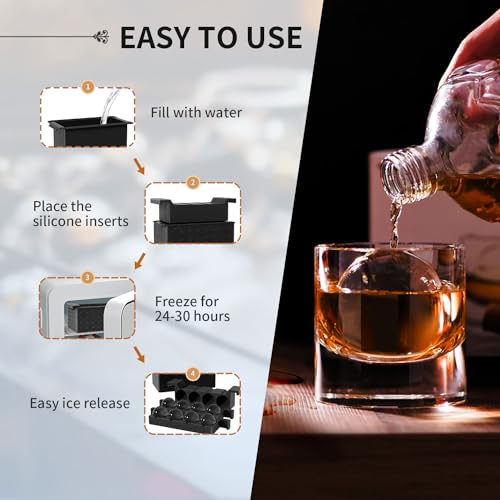 EASY TO USE
1
Fill with water
2
Place the
silicone inserts
3
Freeze for
24-30 hours
4
Easy ice release